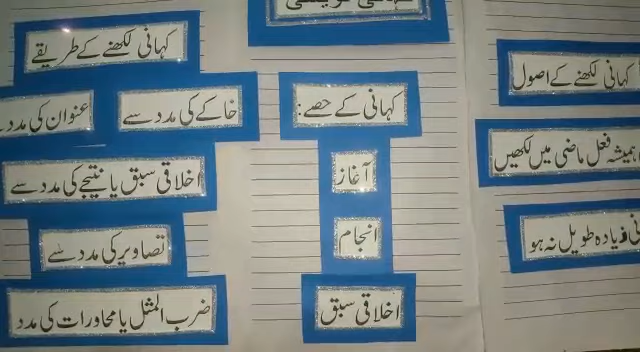 کہانی نویسی
کہانی لکھنے کے اصول
ہمیشہ فعل ماضی میں لکھیں
زیادہ طویل نہ ہو
کہانی کے حصے:
آغاز
انجام
اخلاقی سبق
کہانی لکھنے کے طریقے
خاکے کی مدد سے
عنوان کی مدد
اخلاقی سبق یا نتیجے کی مدد سے
تصاویر کی مدد سے
ضرب المثل یا محاورات کی مدد